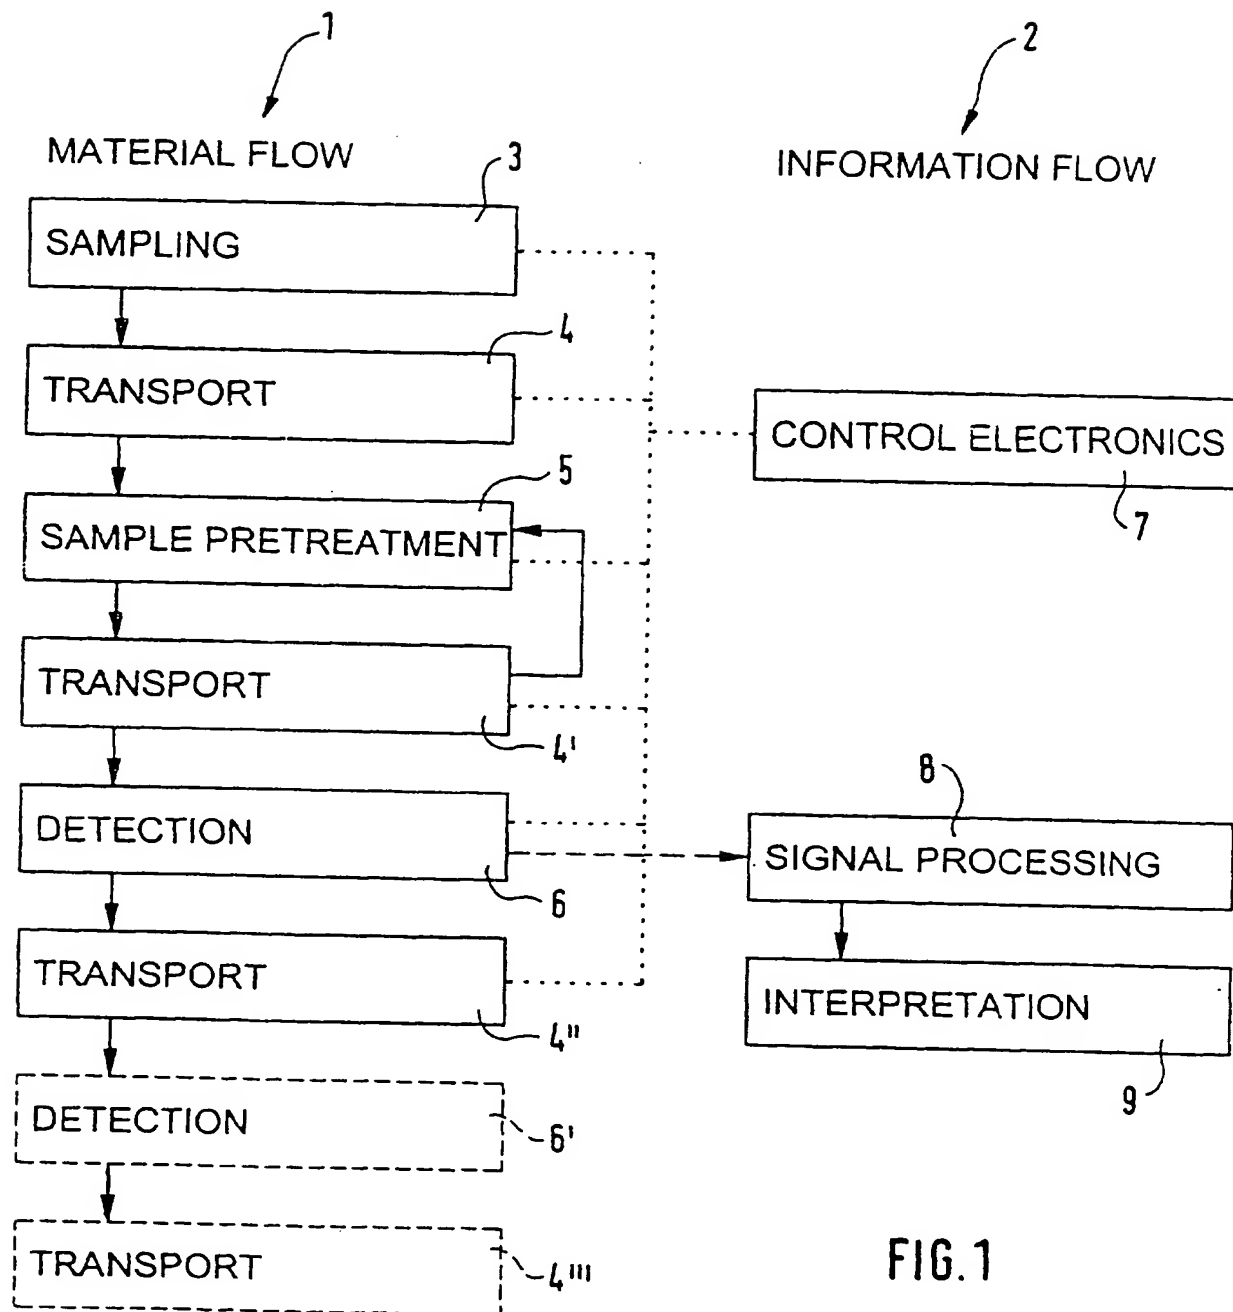 1
2
MATERIAL FLOW
INFORMATION FLOW
3
SAMPLING
4
TRANSPORT
CONTROL ELECTRONICS
7
5
SAMPLE PRETREATMENT
TRANSPORT
4'
8
DETECTION
SIGNAL PROCESSING
6
TRANSPORT
INTERPRETATION
4''
9
DETECTION
6'
TRANSPORT
4'''
FIG.1